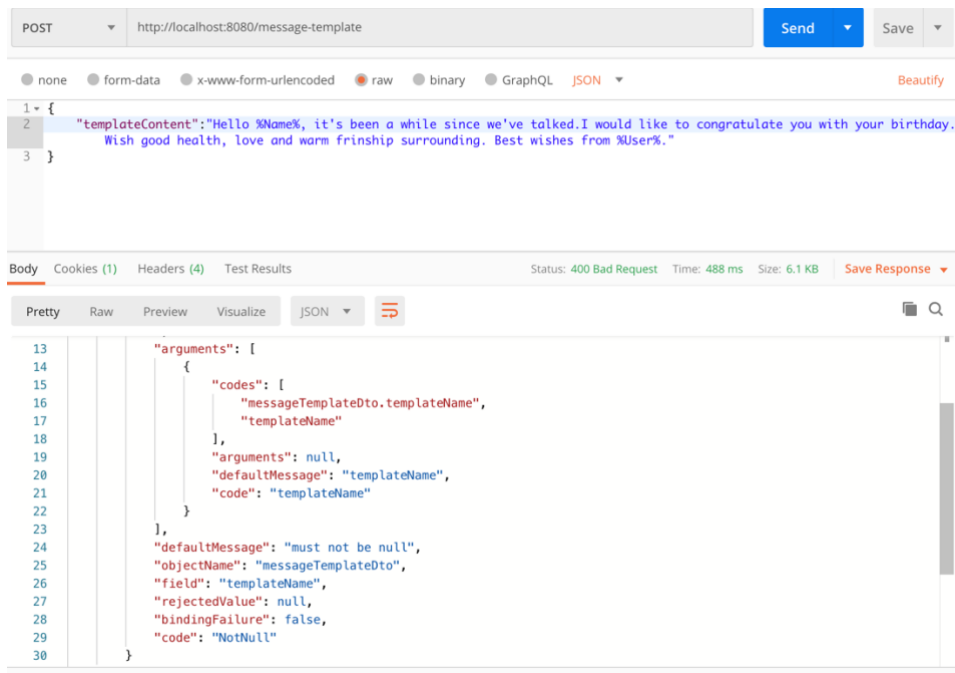 POST http://localhost:8080/message-template Send Save
none form-data x-www-form-urlencoded raw binary GraphQL JSON Beautify
1 {
2 "templateContent":"Hello %Name%, it's been a while since we've talked.I would like to congratulate you with your birthday.
Wish good health, love and warm frinship surrounding. Best wishes from %User%."
3 }
Body Cookies (1) Headers (4) Test Results Status: 400 Bad Request Time: 488 ms Size: 6.1 KB Save Response
Pretty Raw Preview Visualize JSON
13 "arguments": [
14 {
15 "codes": [
16 "messageTemplateDto.templateName",
17 "templateName"
18 ],
19 "arguments": null,
20 "defaultMessage": "templateName",
21 "code": "templateName"
22 }
23 ],
24 "defaultMessage": "must not be null",
25 "objectName": "messageTemplateDto",
26 "field": "templateName",
27 "rejectedValue": null,
28 "bindingFailure": false,
29 "code": "NotNull"
30 }